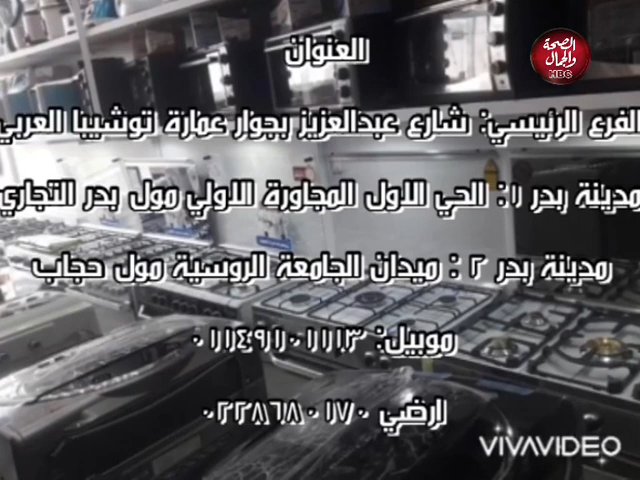 العنوان
الصحة
والجمال
HBC
الفرع الرئيسي: شارع عبدالعزيز بجوار عمارة توشيبا العربي
مدينة بدر ١: الحي الاول المجاورة الاولي مول بدر التجاري
مدينة بدر ٢ : ميدان الجامعة الروسية مول حجاب
موبيل: ٠١١٤٩١٠١١١٣
ارضي ٠٢٢٨٦٨٠١٧٠
VIVAVIDEO